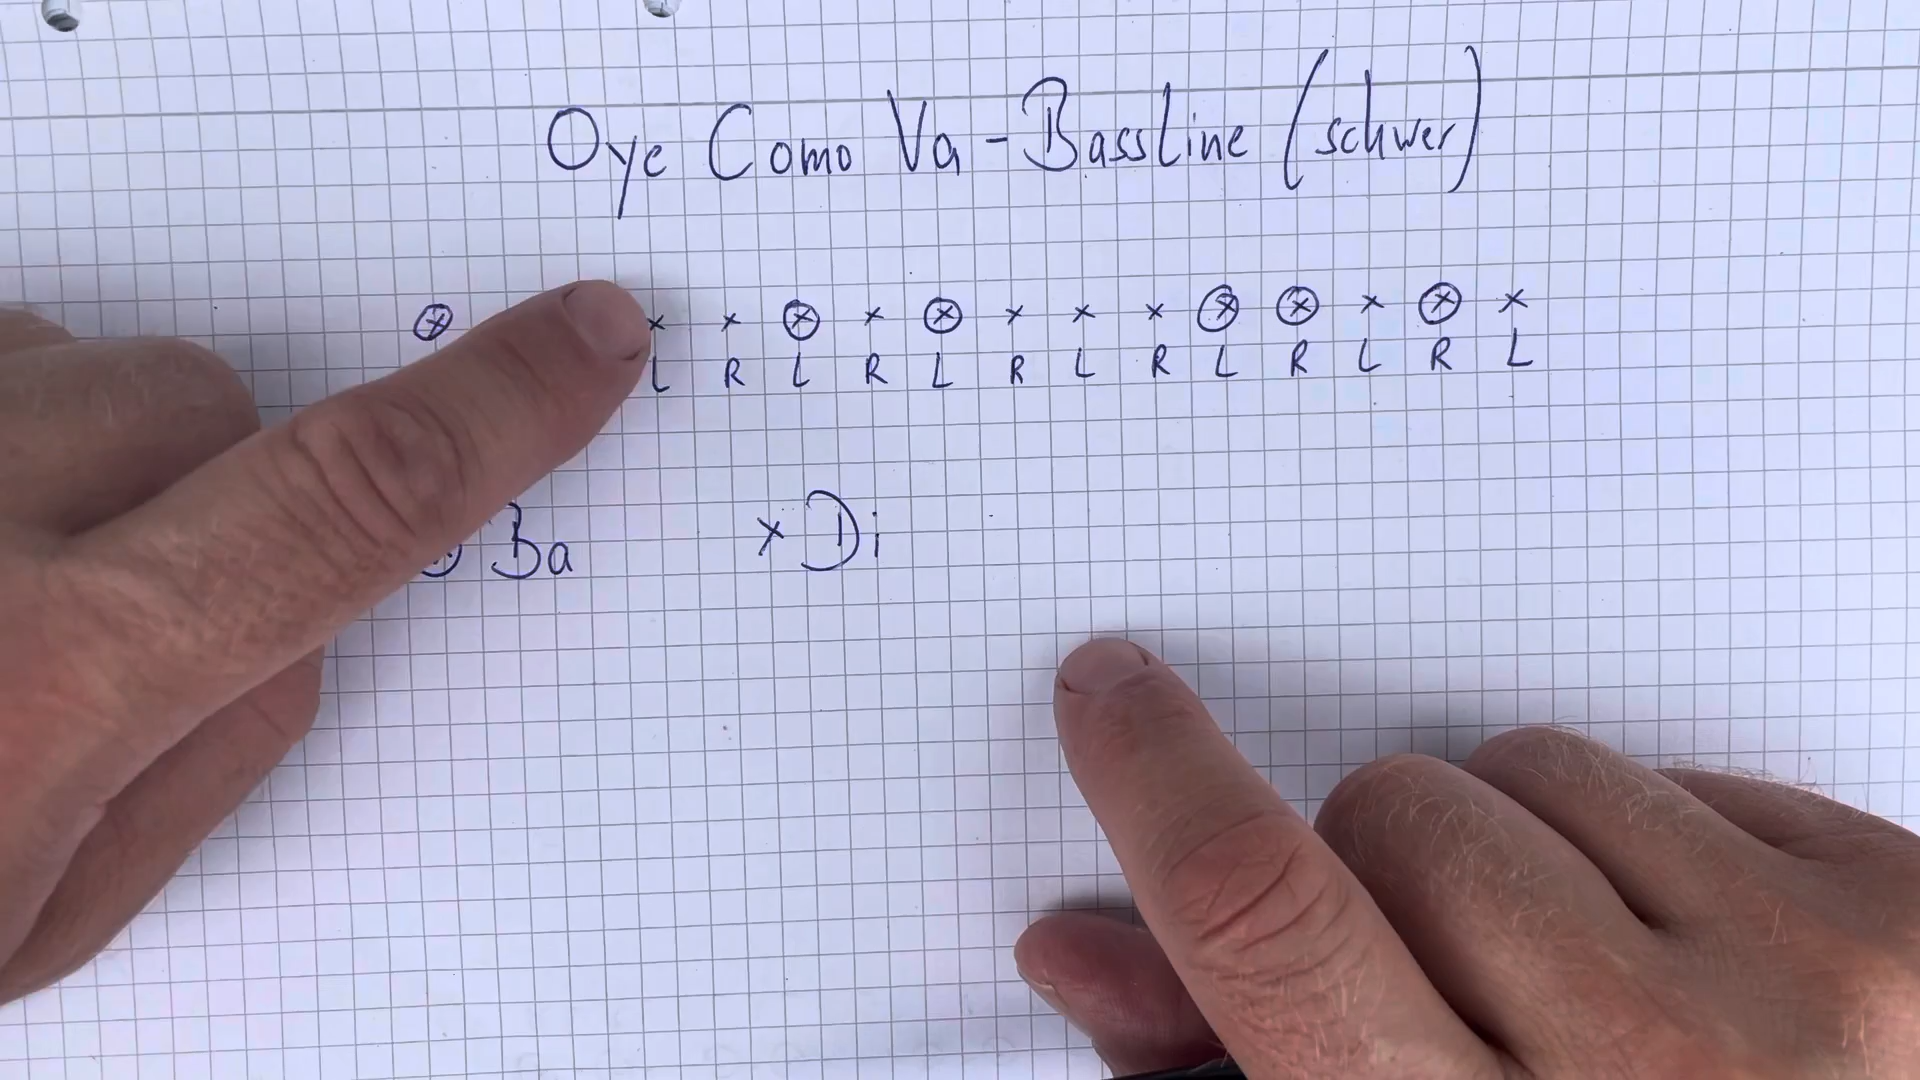 Oye Como Va - Bassline (schwer)
⊗ × × ⊗ × ⊗ × × × ⊗ ⊗ × ⊗ ×
L R L R L R L R L R L R L
⊗ Ba × Di